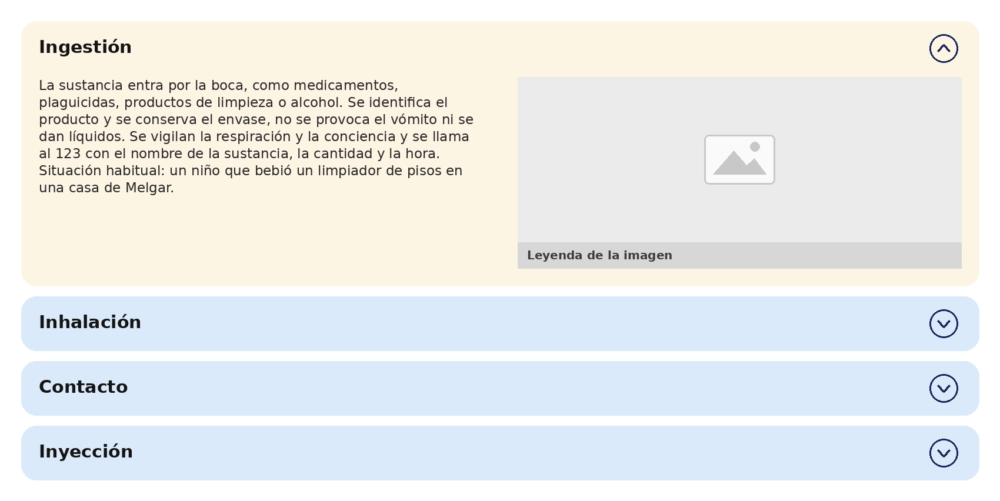 Ingestión
La sustancia entra por la boca, como medicamentos,
plaguicidas, productos de limpieza o alcohol. Se identifica el
producto y se conserva el envase, no se provoca el vómito ni se
dan líquidos. Se vigilan la respiración y la conciencia y se llama
al 123 con el nombre de la sustancia, la cantidad y la hora.
Situación habitual: un niño que bebió un limpiador de pisos en
una casa de Melgar.
Leyenda de la imagen
Inhalación
Contacto
Inyección